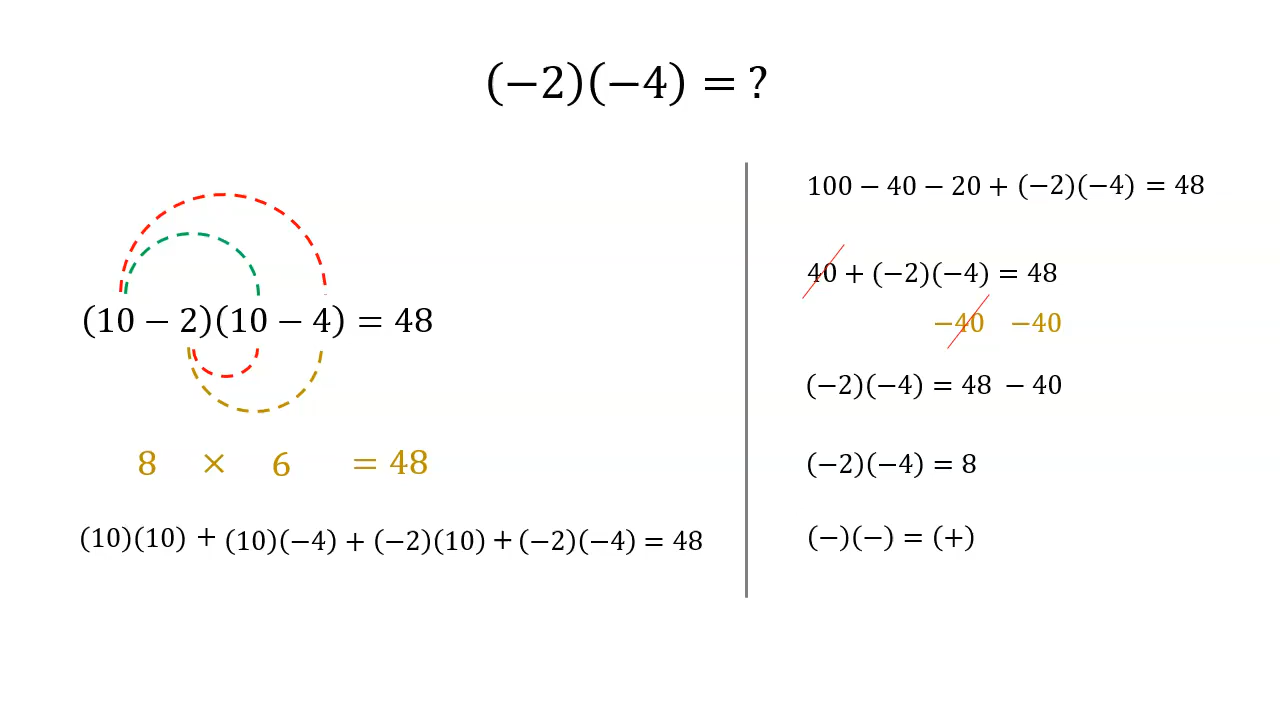 (−2)(−4) = ?
(10 − 2)(10 − 4) = 48
8 × 6 = 48
(10)(10) + (10)(−4) + (−2)(10) + (−2)(−4) = 48
100 − 40 − 20 + (−2)(−4) = 48
40 + (−2)(−4) = 48
−40 −40
(−2)(−4) = 48 − 40
(−2)(−4) = 8
(−)(−) = (+)